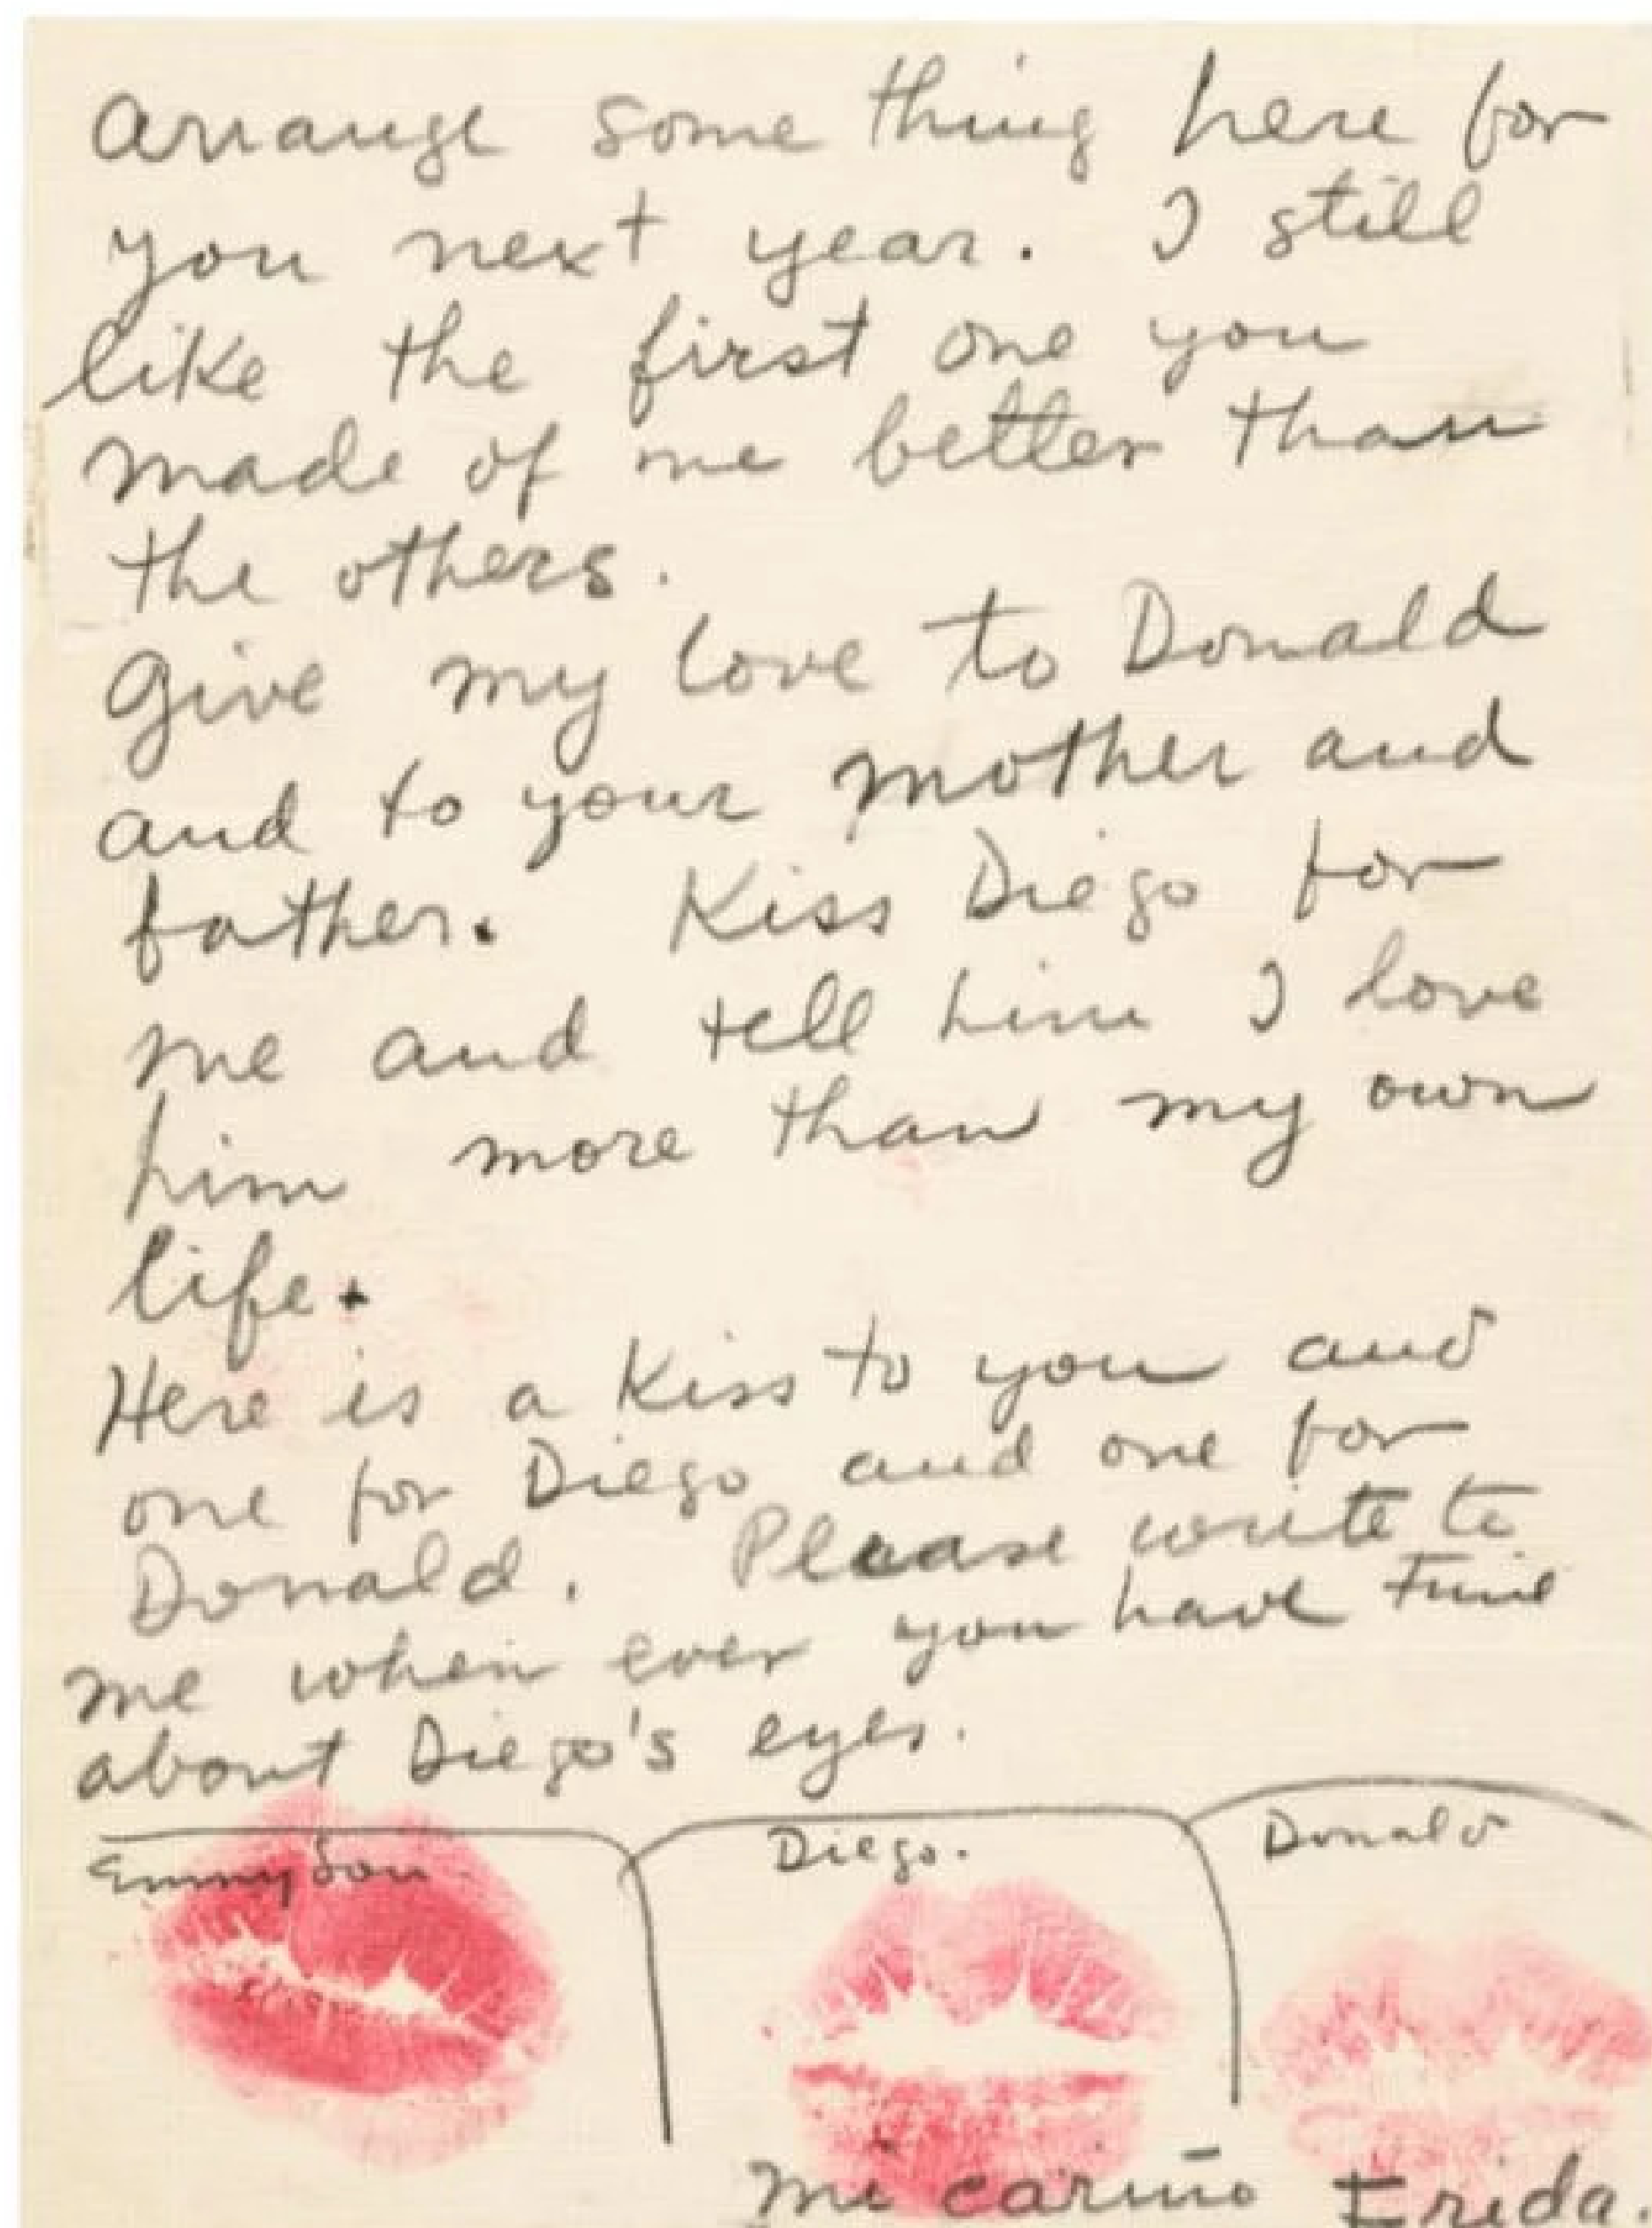 arrange some thing here for
you next year. I still
like the first one you
made of me better than
the others.
Give my love to Donald
and to your mother and
father. Kiss Diego for
me and tell him I love
him more than my own
life.
Here is a kiss to you and
one for Diego and one for
Donald. Please write to
me when ever you have time
about Diego's eyes.
Emmy Lou
Diego.
Donald
Mi cariño Frida.